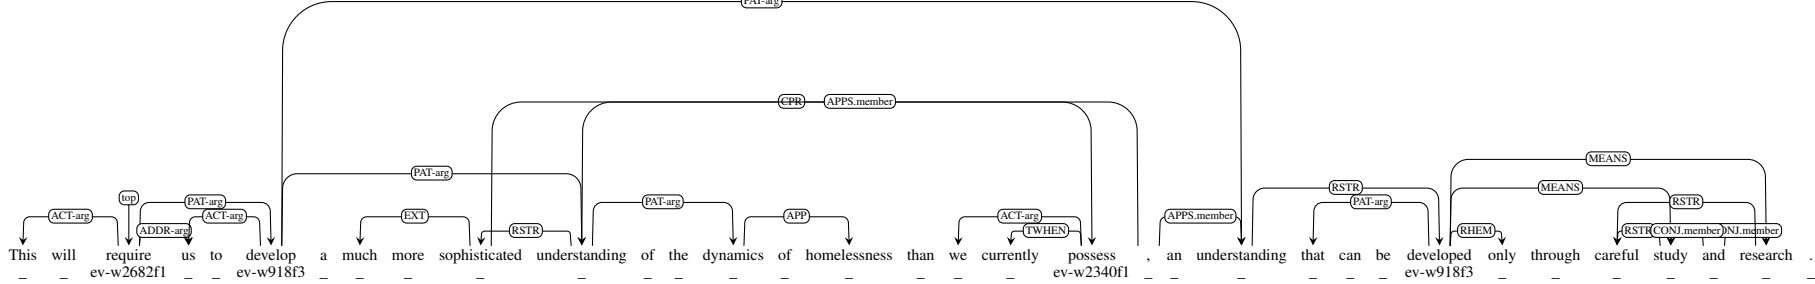 PAT-arg
CPR APPS.member
MEANS
PAT-arg
MEANS RSTR
top PAT-arg PAT-arg APP RSTR PAT-arg RSTR
ACT-arg ACT-arg EXT ACT-arg APPS.member
ADDR-arg RSTR TWHEN RHEM RSTR CONJ.member
This will require us to develop a much more sophisticated understanding of the dynamics of homelessness than we currently possess , an understanding that can be developed only through careful study and research .
_ _ ev-w2682f1 _ _ ev-w918f3 _ _ _ _ _ _ _ _ _ _ _ _ _ ev-w2340f1 _ _ _ _ _ _ ev-w918f3 _ _ _ _ _ _ _